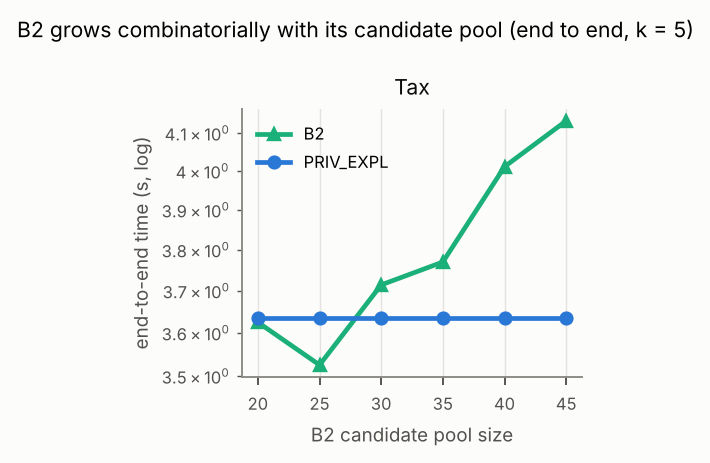 B2 grows combinatorially with its candidate pool (end to end, k = 5)
Tax
B2
PRIV_EXPL
end-to-end time (s, log)
4.1 × 10⁰
4 × 10⁰
3.9 × 10⁰
3.8 × 10⁰
3.7 × 10⁰
3.6 × 10⁰
3.5 × 10⁰
20 25 30 35 40 45
B2 candidate pool size